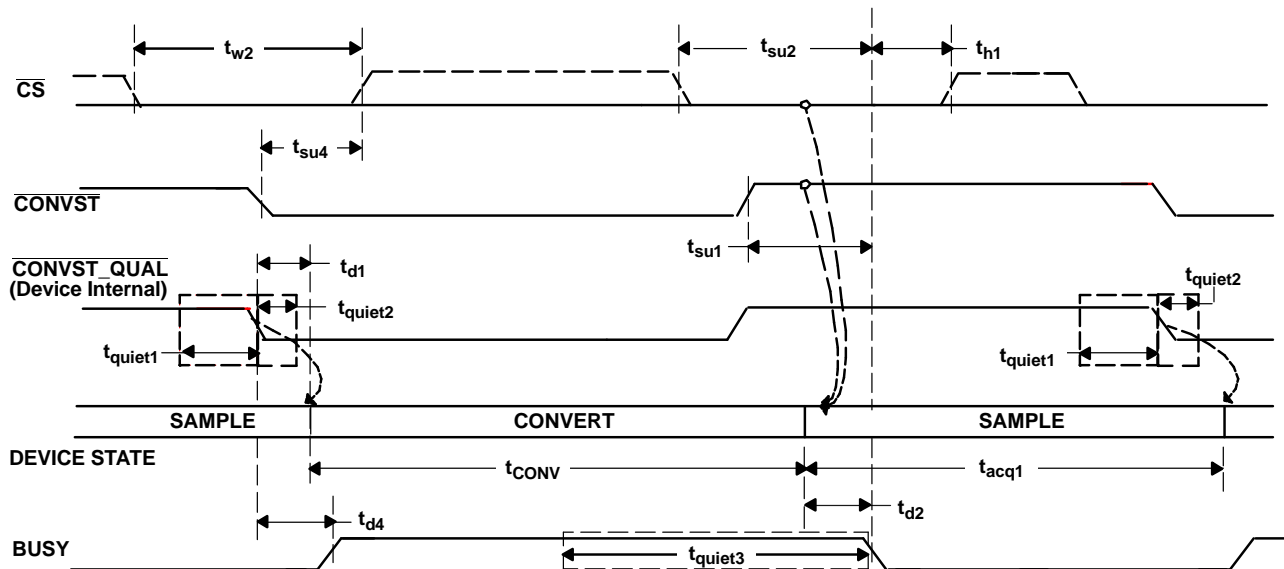 tw2
tsu2
th1
CS
tsu4
CONVST
tsu1
CONVST_QUAL
(Device Internal)
td1
tquiet2
tquiet2
tquiet1
tquiet1
SAMPLE
CONVERT
SAMPLE
DEVICE STATE
tCONV
tacq1
td4
td2
BUSY
tquiet3